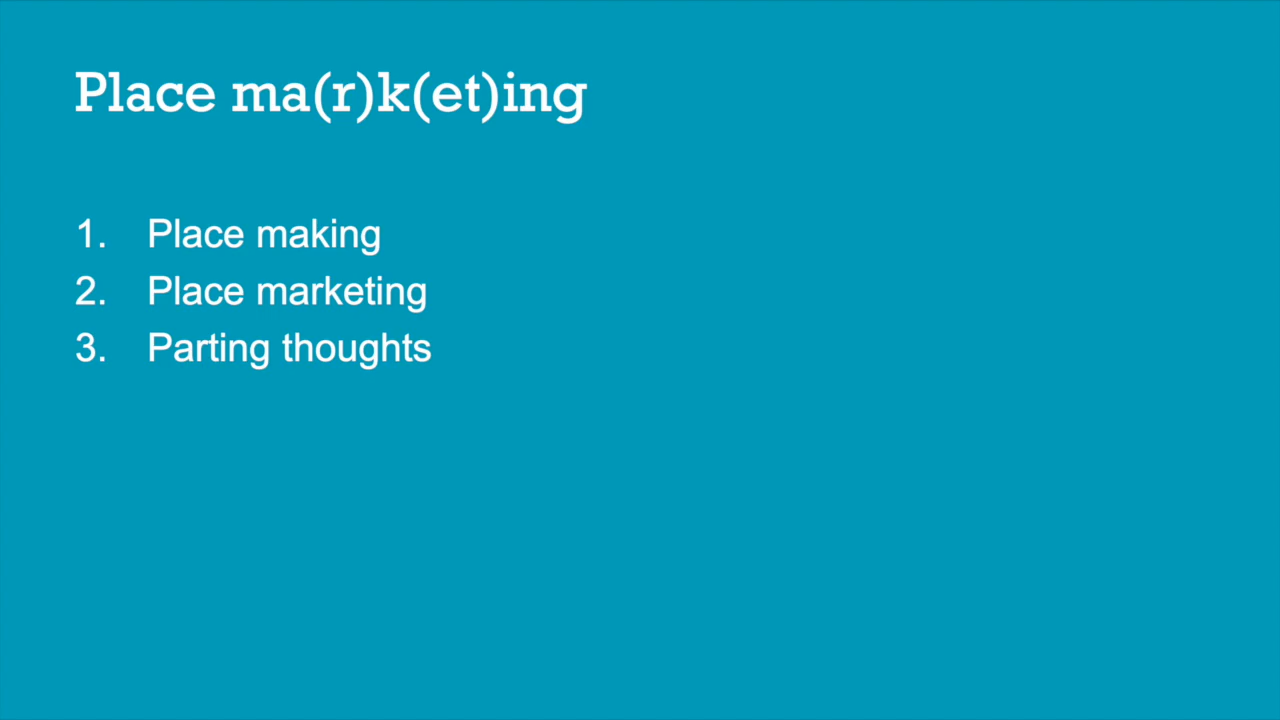 Place ma(r)k(et)ing
1. Place making
2. Place marketing
3. Parting thoughts